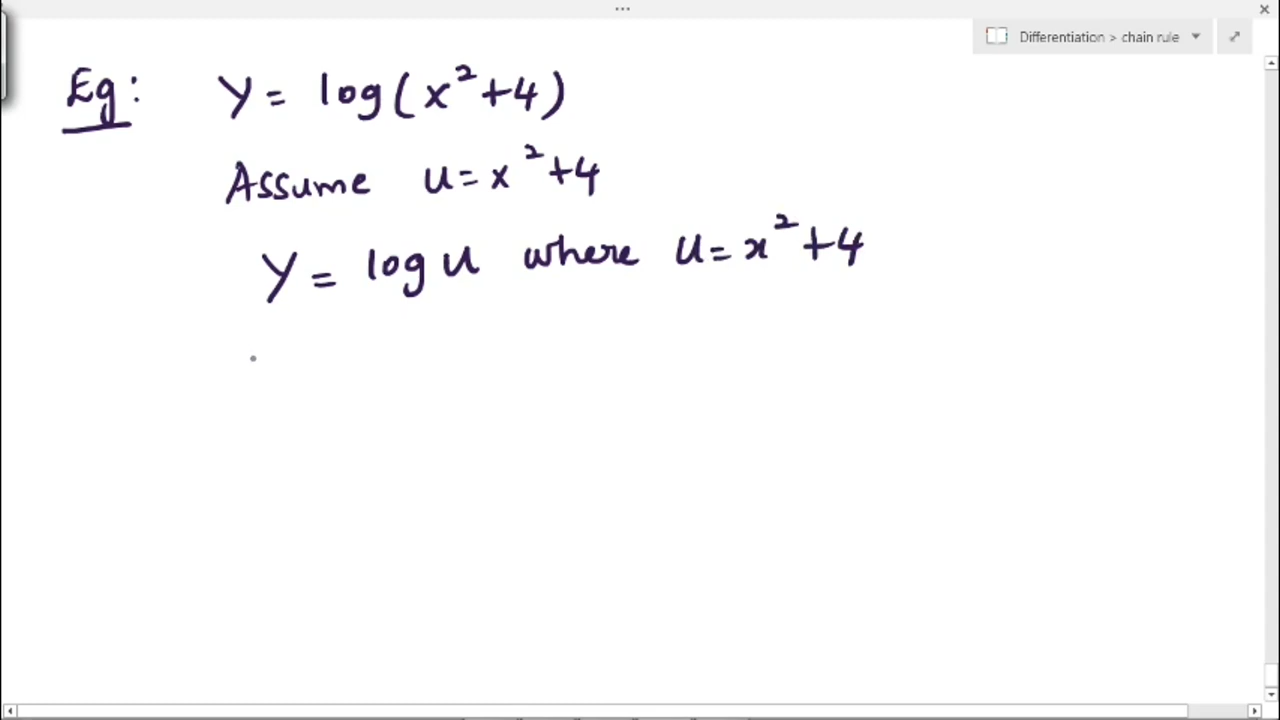 Differentiation > chain rule
Eg: y = log(x²+4)
Assume u = x²+4
y = log u where u = x²+4